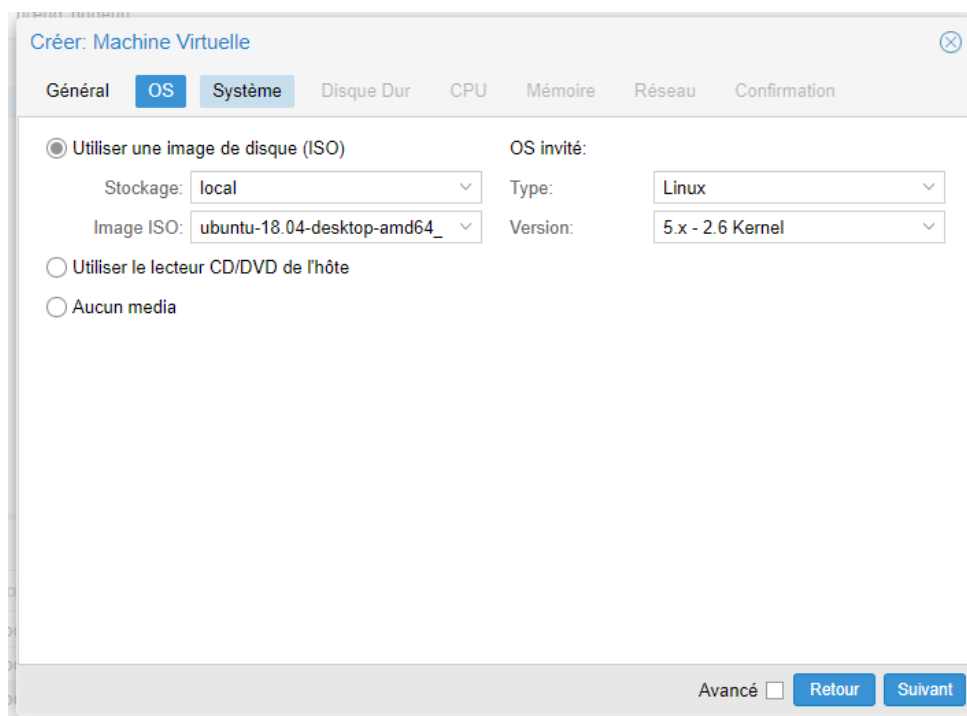 Créer: Machine Virtuelle
Général OS Système Disque Dur CPU Mémoire Réseau Confirmation
Utiliser une image de disque (ISO) OS invité:
Stockage: local Type: Linux
Image ISO: ubuntu-18.04-desktop-amd64_ Version: 5.x - 2.6 Kernel
Utiliser le lecteur CD/DVD de l'hôte
Aucun media
Avancé Retour Suivant